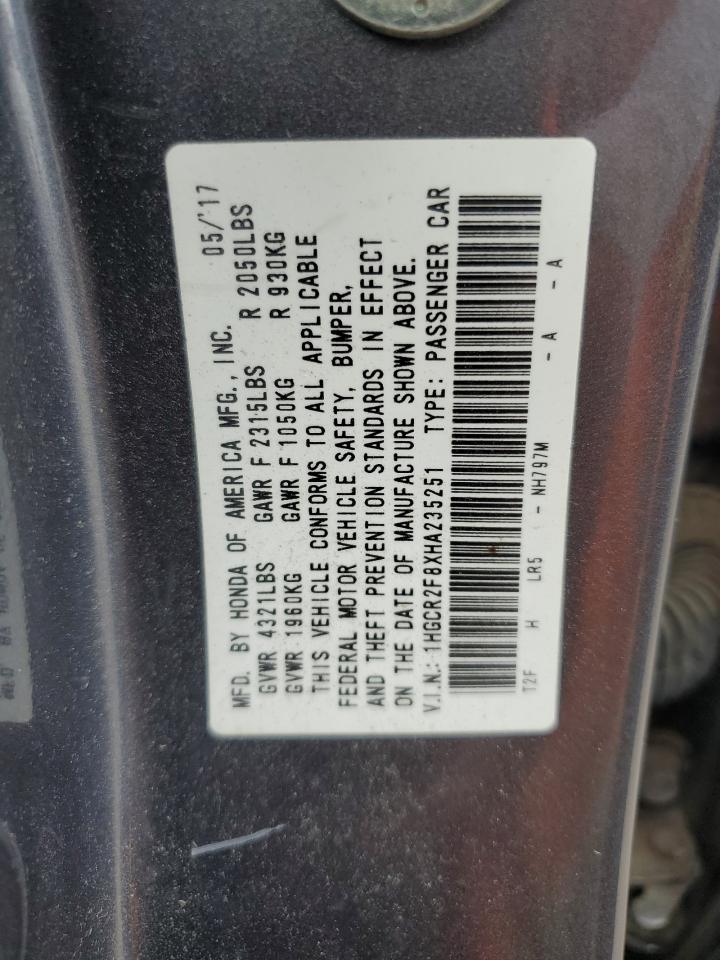 MFD. BY HONDA OF AMERICA MFG., INC. 05/'17
GVWR 4321LBS GAWR F 2315LBS R 2050LBS
GVWR 1960KG GAWR F 1050KG R 930KG
THIS VEHICLE CONFORMS TO ALL APPLICABLE
FEDERAL MOTOR VEHICLE SAFETY, BUMPER,
AND THEFT PREVENTION STANDARDS IN EFFECT
ON THE DATE OF MANUFACTURE SHOWN ABOVE.
V.I.N.: 1HGCR2F8XHA235251 TYPE: PASSENGER CAR
T2F H LR5 - NH797M - A - A